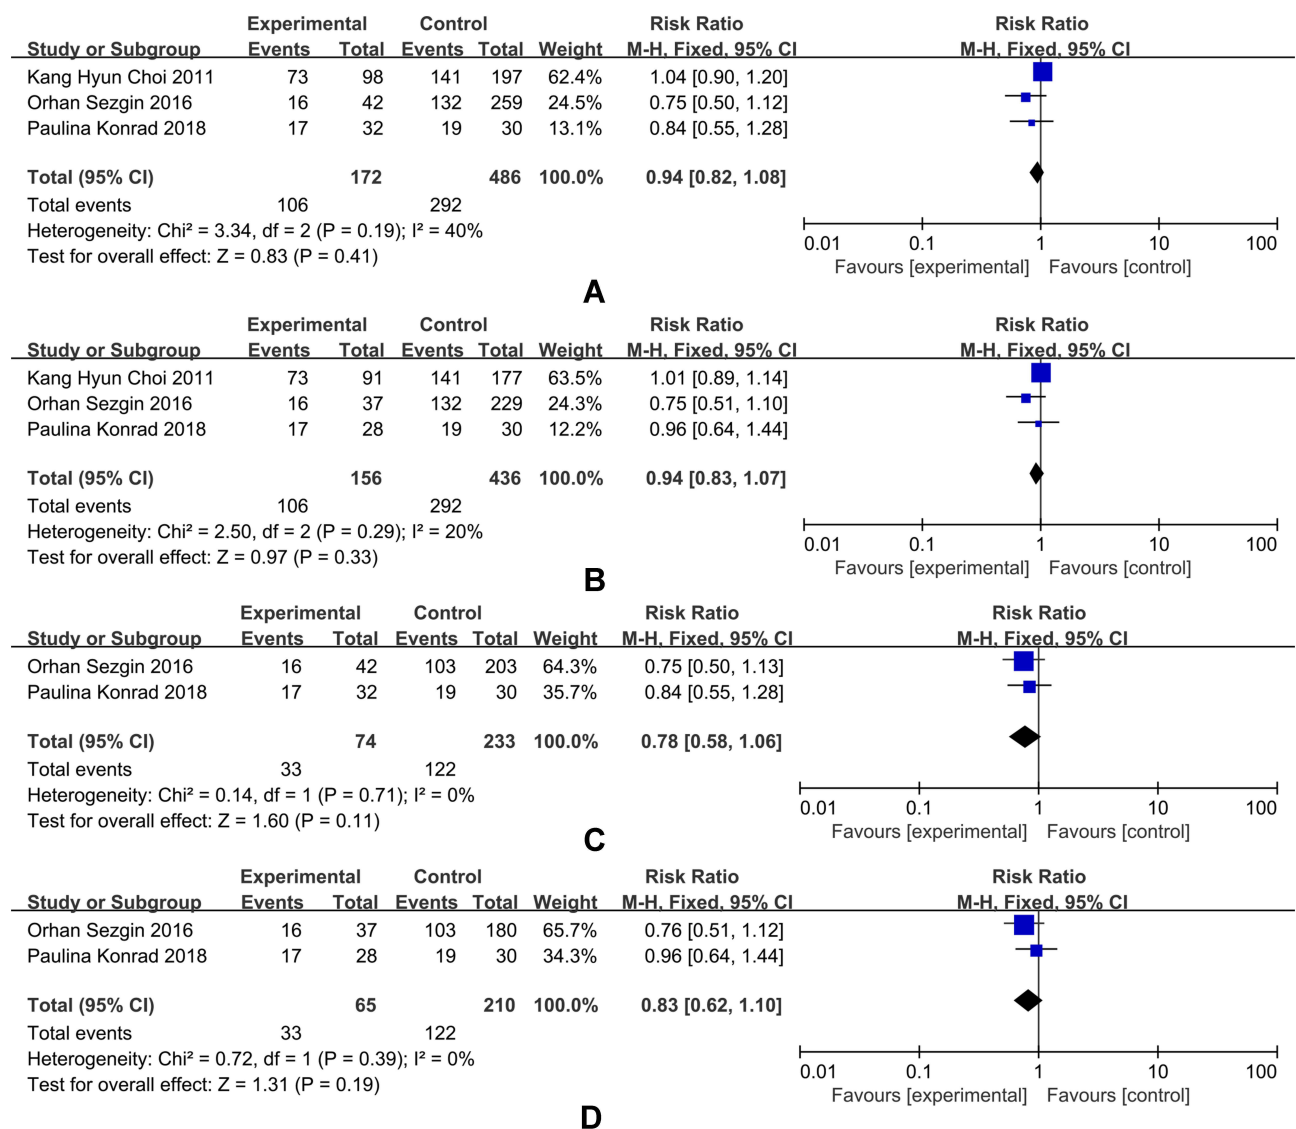 Experimental Control Risk Ratio Risk Ratio
Study or Subgroup Events Total Events Total Weight M-H, Fixed, 95% CI M-H, Fixed, 95% CI
Kang Hyun Choi 2011 73 98 141 197 62.4% 1.04 [0.90, 1.20]
Orhan Sezgin 2016 16 42 132 259 24.5% 0.75 [0.50, 1.12]
Paulina Konrad 2018 17 32 19 30 13.1% 0.84 [0.55, 1.28]
Total (95% CI) 172 486 100.0% 0.94 [0.82, 1.08]
Total events 106 292
Heterogeneity: Chi² = 3.34, df = 2 (P = 0.19); I² = 40%
Test for overall effect: Z = 0.83 (P = 0.41)
0.01 0.1 1 10 100
Favours [experimental] Favours [control]
A
Experimental Control Risk Ratio Risk Ratio
Study or Subgroup Events Total Events Total Weight M-H, Fixed, 95% CI M-H, Fixed, 95% CI
Kang Hyun Choi 2011 73 91 141 177 63.5% 1.01 [0.89, 1.14]
Orhan Sezgin 2016 16 37 132 229 24.3% 0.75 [0.51, 1.10]
Paulina Konrad 2018 17 28 19 30 12.2% 0.96 [0.64, 1.44]
Total (95% CI) 156 436 100.0% 0.94 [0.83, 1.07]
Total events 106 292
Heterogeneity: Chi² = 2.50, df = 2 (P = 0.29); I² = 20%
Test for overall effect: Z = 0.97 (P = 0.33)
0.01 0.1 1 10 100
Favours [experimental] Favours [control]
B
Experimental Control Risk Ratio Risk Ratio
Study or Subgroup Events Total Events Total Weight M-H, Fixed, 95% CI M-H, Fixed, 95% CI
Orhan Sezgin 2016 16 42 103 203 64.3% 0.75 [0.50, 1.13]
Paulina Konrad 2018 17 32 19 30 35.7% 0.84 [0.55, 1.28]
Total (95% CI) 74 233 100.0% 0.78 [0.58, 1.06]
Total events 33 122
Heterogeneity: Chi² = 0.14, df = 1 (P = 0.71); I² = 0%
Test for overall effect: Z = 1.60 (P = 0.11)
0.01 0.1 1 10 100
Favours [experimental] Favours [control]
C
Experimental Control Risk Ratio Risk Ratio
Study or Subgroup Events Total Events Total Weight M-H, Fixed, 95% CI M-H, Fixed, 95% CI
Orhan Sezgin 2016 16 37 103 180 65.7% 0.76 [0.51, 1.12]
Paulina Konrad 2018 17 28 19 30 34.3% 0.96 [0.64, 1.44]
Total (95% CI) 65 210 100.0% 0.83 [0.62, 1.10]
Total events 33 122
Heterogeneity: Chi² = 0.72, df = 1 (P = 0.39); I² = 0%
Test for overall effect: Z = 1.31 (P = 0.19)
0.01 0.1 1 10 100
Favours [experimental] Favours [control]
D